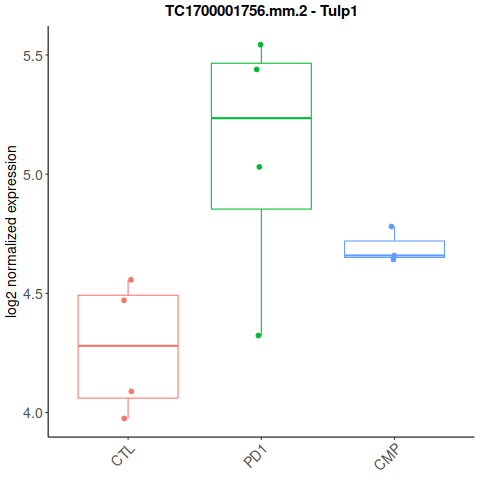 TC1700001756.mm.2 - Tulp1
log2 normalized expression
5.5
5.0
4.5
4.0
CTL
PD1
CMP